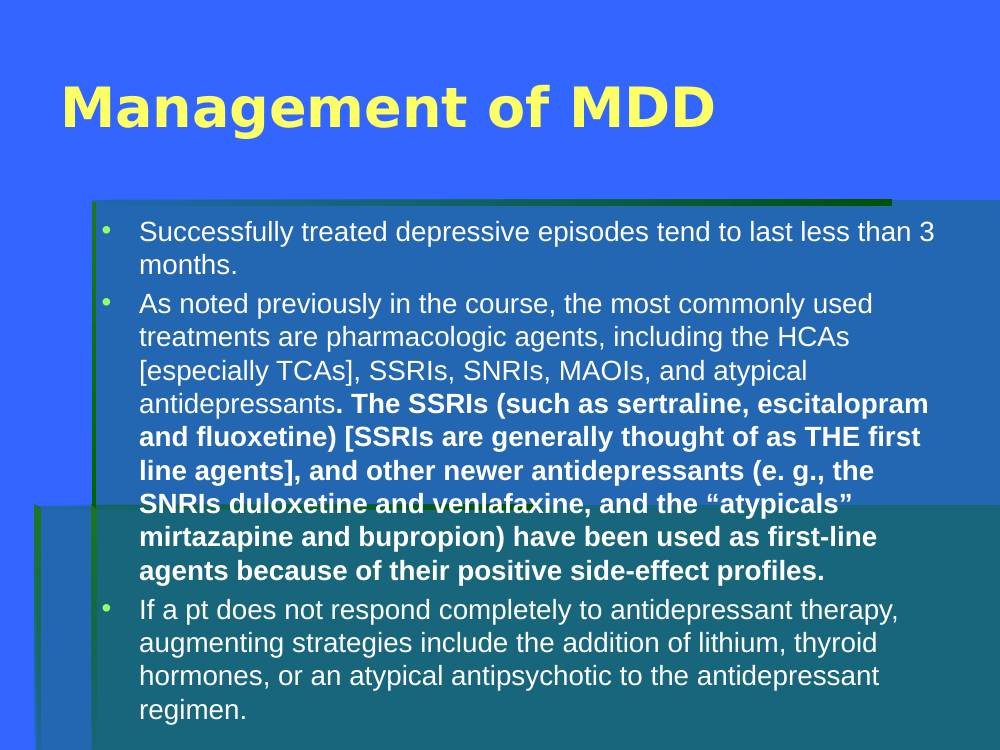 Management of MDD
• Successfully treated depressive episodes tend to last less than 3
months.
• As noted previously in the course, the most commonly used
treatments are pharmacologic agents, including the HCAs
[especially TCAs], SSRIs, SNRIs, MAOIs, and atypical
antidepressants. The SSRIs (such as sertraline, escitalopram
and fluoxetine) [SSRIs are generally thought of as THE first
line agents], and other newer antidepressants (e. g., the
SNRIs duloxetine and venlafaxine, and the “atypicals”
mirtazapine and bupropion) have been used as first-line
agents because of their positive side-effect profiles.
• If a pt does not respond completely to antidepressant therapy,
augmenting strategies include the addition of lithium, thyroid
hormones, or an atypical antipsychotic to the antidepressant
regimen.